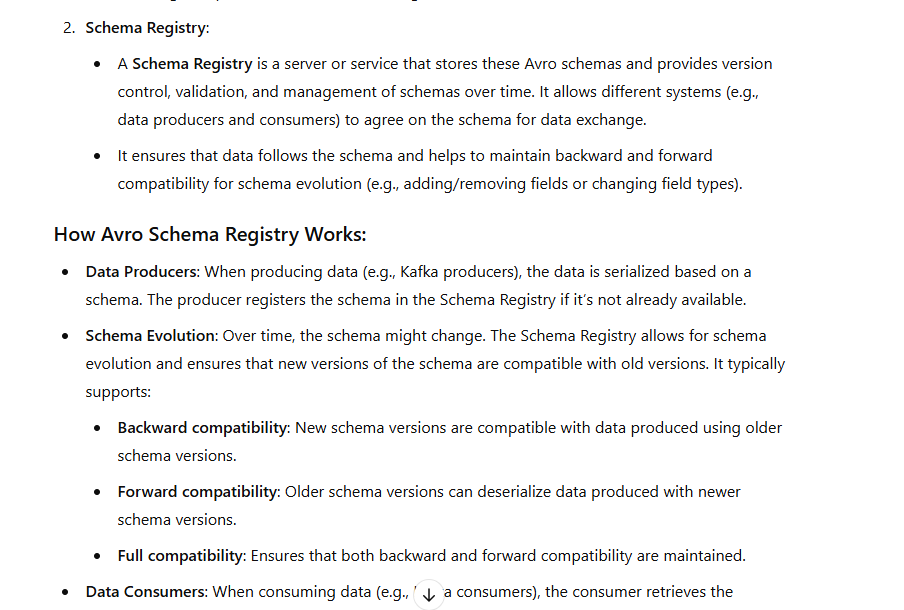 2. Schema Registry:
• A Schema Registry is a server or service that stores these Avro schemas and provides version
control, validation, and management of schemas over time. It allows different systems (e.g.,
data producers and consumers) to agree on the schema for data exchange.
• It ensures that data follows the schema and helps to maintain backward and forward
compatibility for schema evolution (e.g., adding/removing fields or changing field types).
How Avro Schema Registry Works:
• Data Producers: When producing data (e.g., Kafka producers), the data is serialized based on a
schema. The producer registers the schema in the Schema Registry if it's not already available.
• Schema Evolution: Over time, the schema might change. The Schema Registry allows for schema
evolution and ensures that new versions of the schema are compatible with old versions. It typically
supports:
• Backward compatibility: New schema versions are compatible with data produced using older
schema versions.
• Forward compatibility: Older schema versions can deserialize data produced with newer
schema versions.
• Full compatibility: Ensures that both backward and forward compatibility are maintained.
• Data Consumers: When consuming data (e.g., consumers), the consumer retrieves the